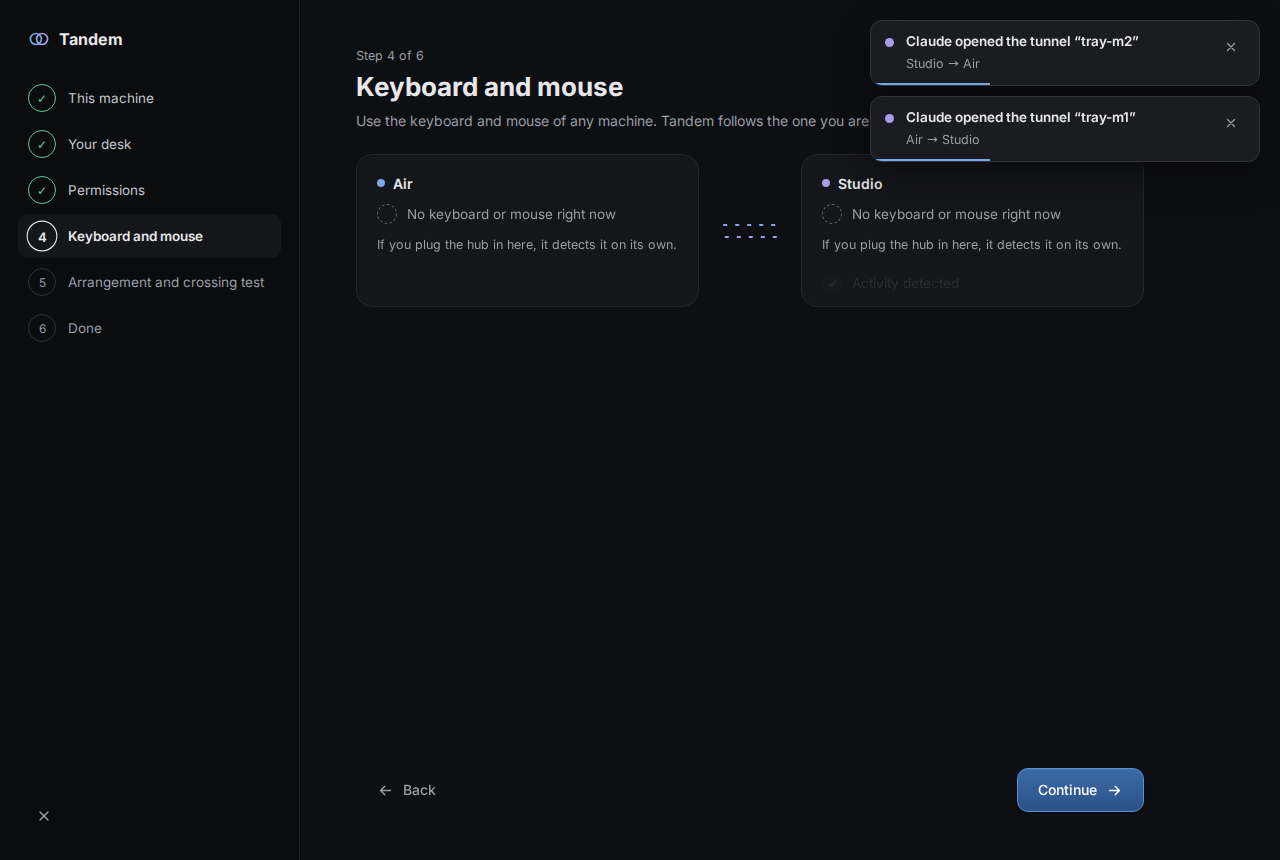 Tandem
✓ This machine
✓ Your desk
✓ Permissions
4 Keyboard and mouse
5 Arrangement and crossing test
6 Done
Step 4 of 6
Keyboard and mouse
Use the keyboard and mouse of any machine. Tandem follows the one you are
Air
No keyboard or mouse right now
If you plug the hub in here, it detects it on its own.
Studio
No keyboard or mouse right now
If you plug the hub in here, it detects it on its own.
Activity detected
Claude opened the tunnel “tray-m2”
Studio → Air
Claude opened the tunnel “tray-m1”
Air → Studio
← Back
Continue →